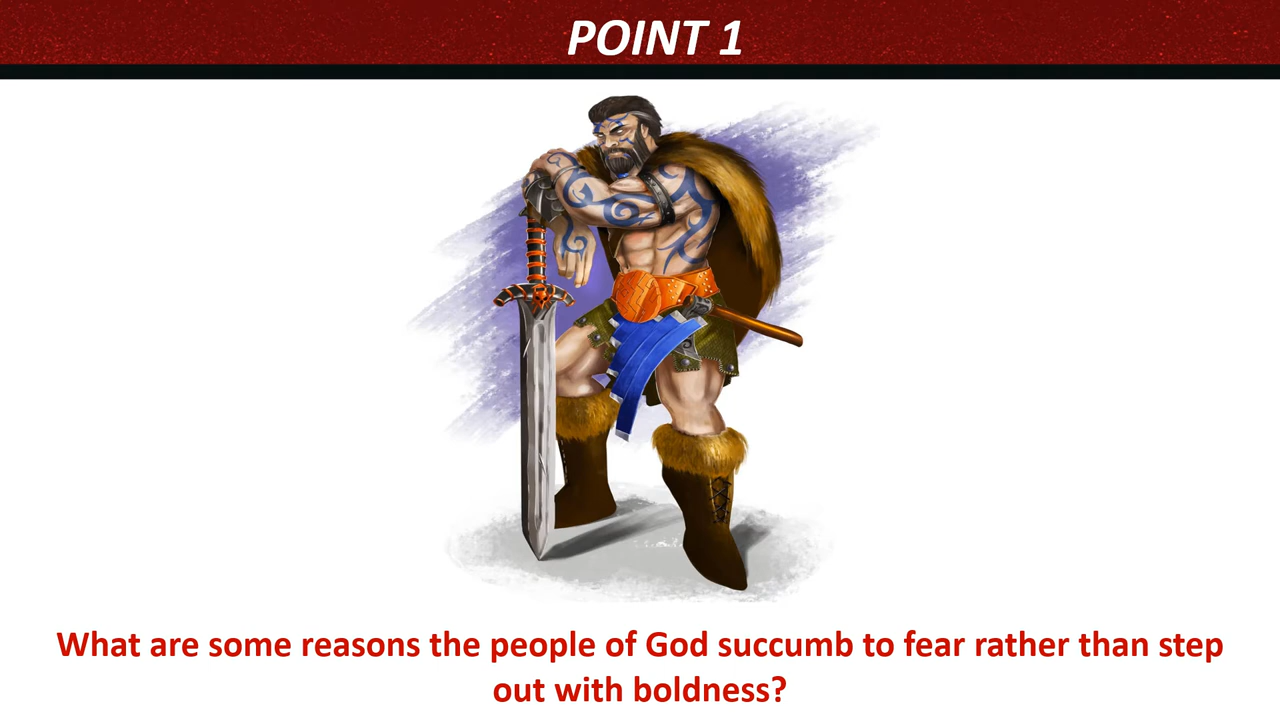 POINT 1
What are some reasons the people of God succumb to fear rather than step
out with boldness?